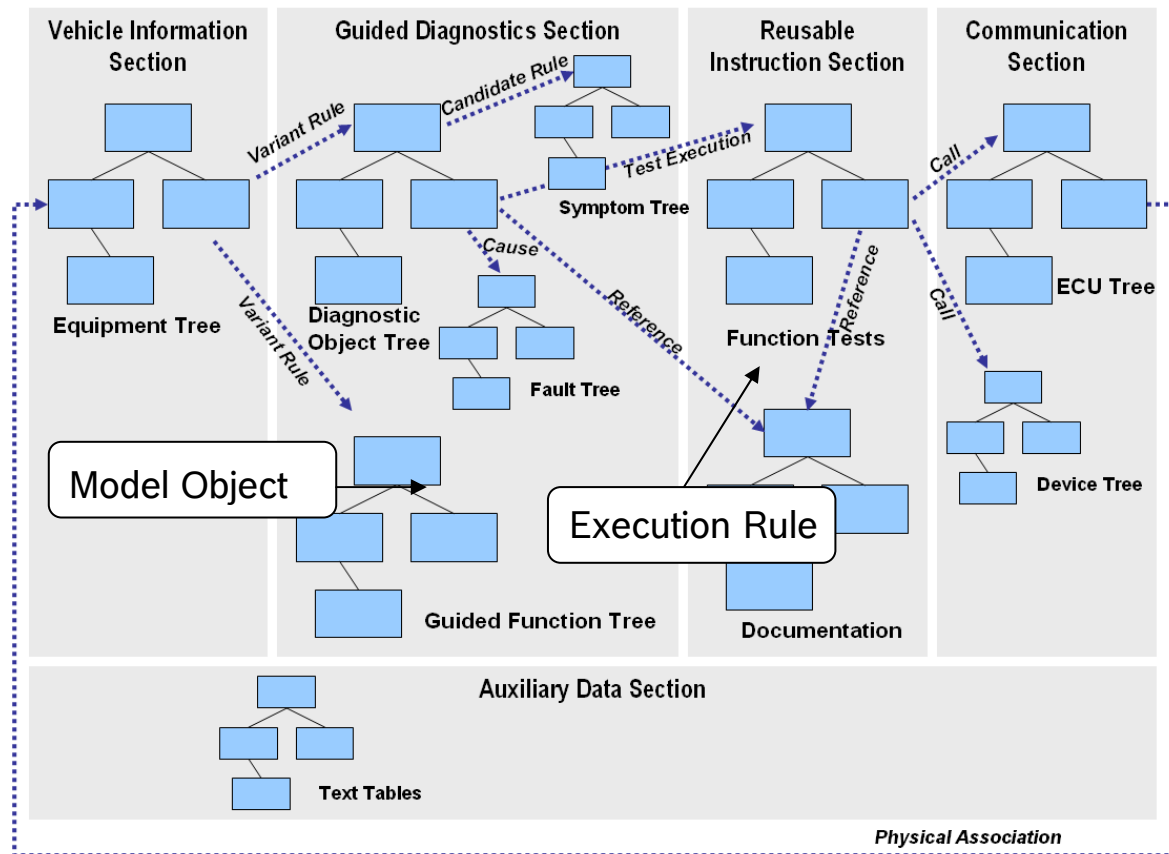 Vehicle Information
Section
Guided Diagnostics Section
Reusable
Instruction Section
Communication
Section
Variant Rule
Candidate Rule
Test Execution
Call
Symptom Tree
Cause
Reference
Reference
Call
ECU Tree
Equipment Tree
Diagnostic
Object Tree
Variant Rule
Function Tests
Fault Tree
Model Object
Execution Rule
Device Tree
Guided Function Tree
Documentation
Auxiliary Data Section
Text Tables
Physical Association